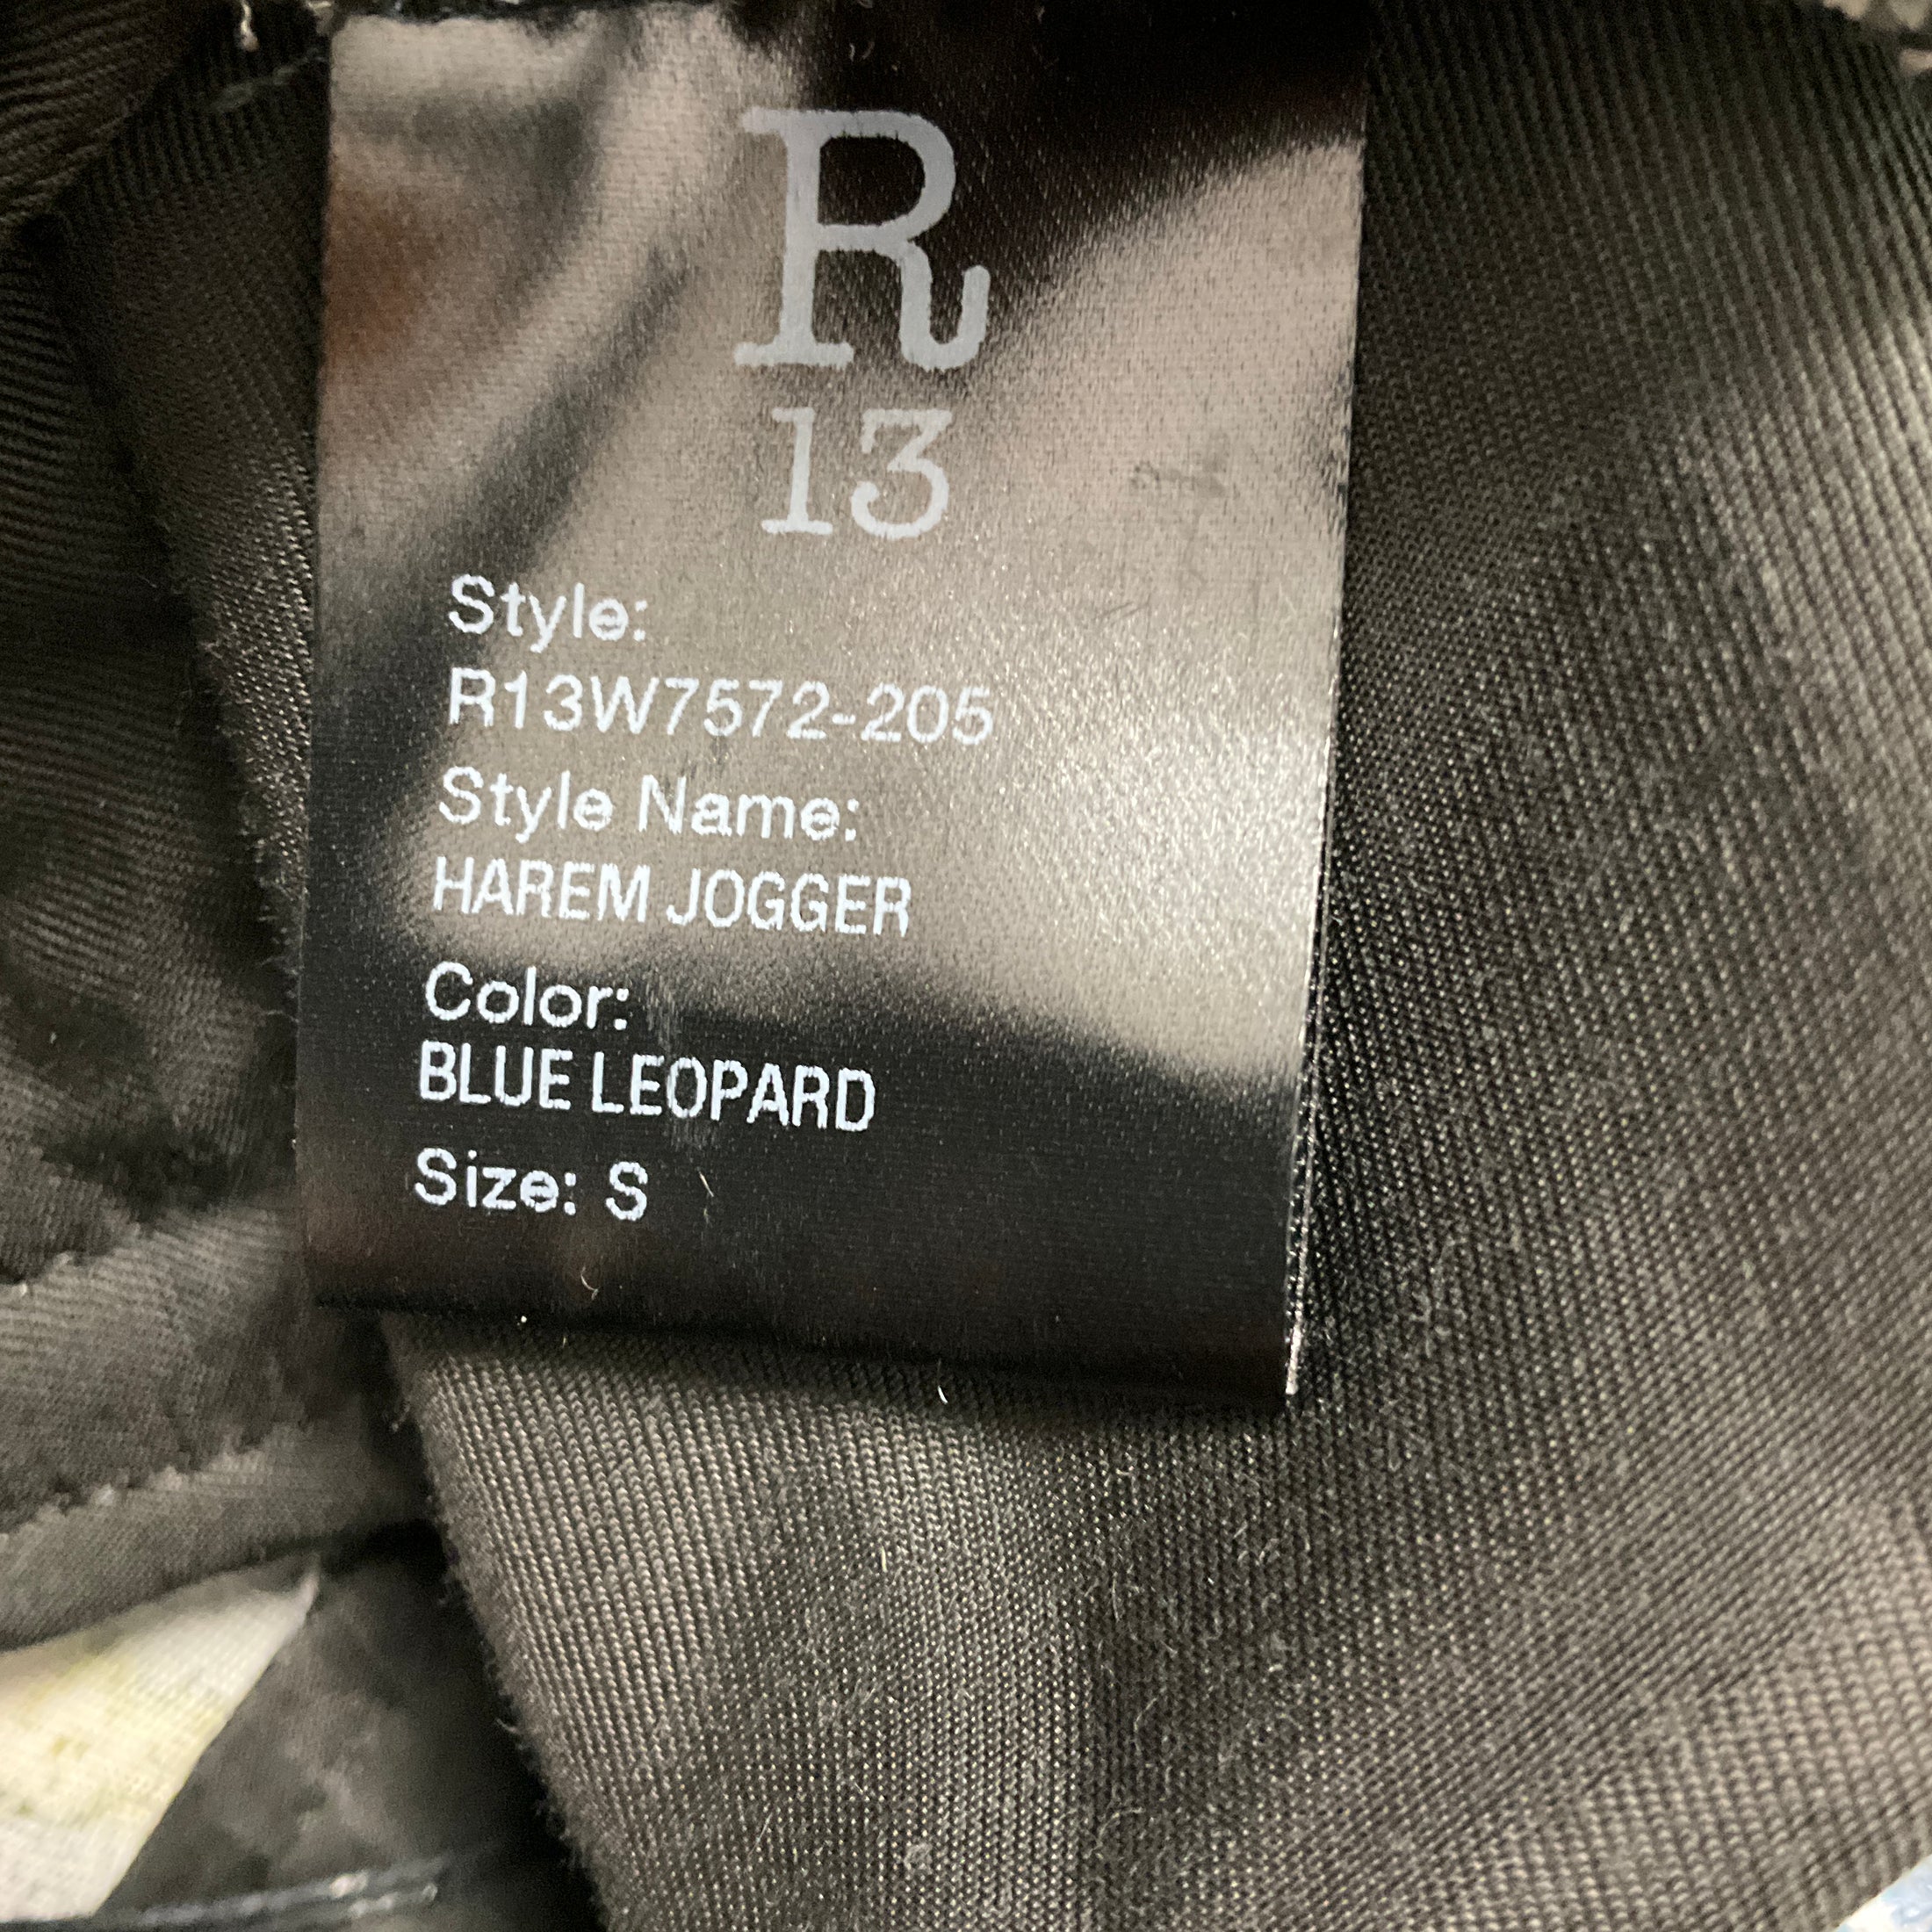 R
13
Style:
R13W7572-205
Style Name:
HAREM JOGGER
Color:
BLUE LEOPARD
Size: S